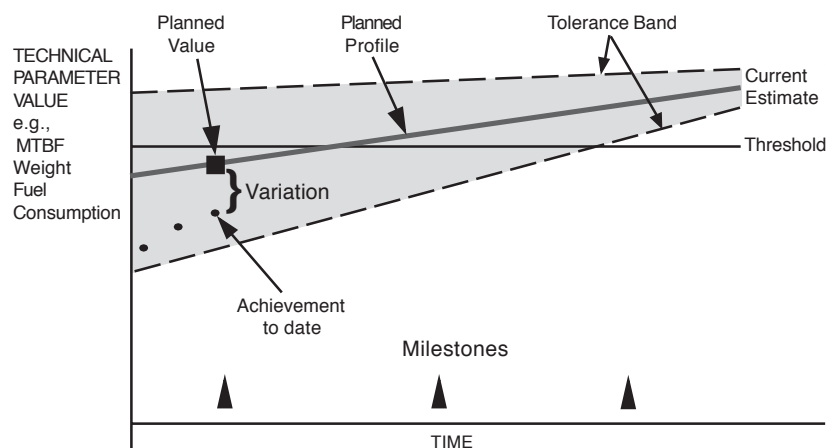 Planned
Value
Planned
Profile
Tolerance Band
TECHNICAL
PARAMETER
VALUE
e.g.,
MTBF
Weight
Fuel
Consumption
Current
Estimate
Threshold
} Variation
Achievement
to date
Milestones
TIME